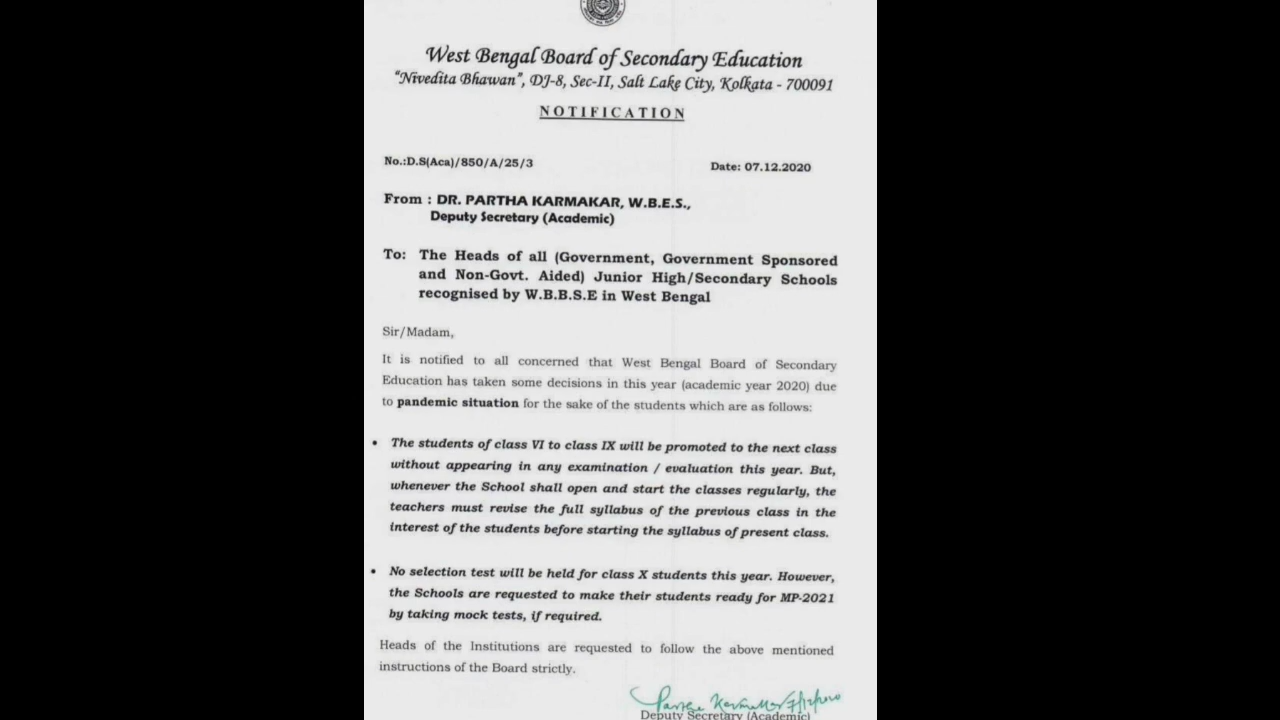 West Bengal Board of Secondary Education
"Nivedita Bhawan", DJ-8, Sec-II, Salt Lake City, Kolkata - 700091
NOTIFICATION
No.:D.S(Aca)/850/A/25/3
Date: 07.12.2020
From : DR. PARTHA KARMAKAR, W.B.E.S.,
Deputy Secretary (Academic)
To: The Heads of all (Government, Government Sponsored
and Non-Govt. Aided) Junior High/Secondary Schools
recognised by W.B.B.S.E in West Bengal
Sir/Madam,
It is notified to all concerned that West Bengal Board of Secondary
Education has taken some decisions in this year (academic year 2020) due
to pandemic situation for the sake of the students which are as follows:
• The students of class VI to class IX will be promoted to the next class
without appearing in any examination / evaluation this year. But,
whenever the School shall open and start the classes regularly, the
teachers must revise the full syllabus of the previous class in the
interest of the students before starting the syllabus of present class.
• No selection test will be held for class X students this year. However,
the Schools are requested to make their students ready for MP-2021
by taking mock tests, if required.
Heads of the Institutions are requested to follow the above mentioned
instructions of the Board strictly.
Partha Karmakar 7/12/2020
Deputy Secretary (Academic)